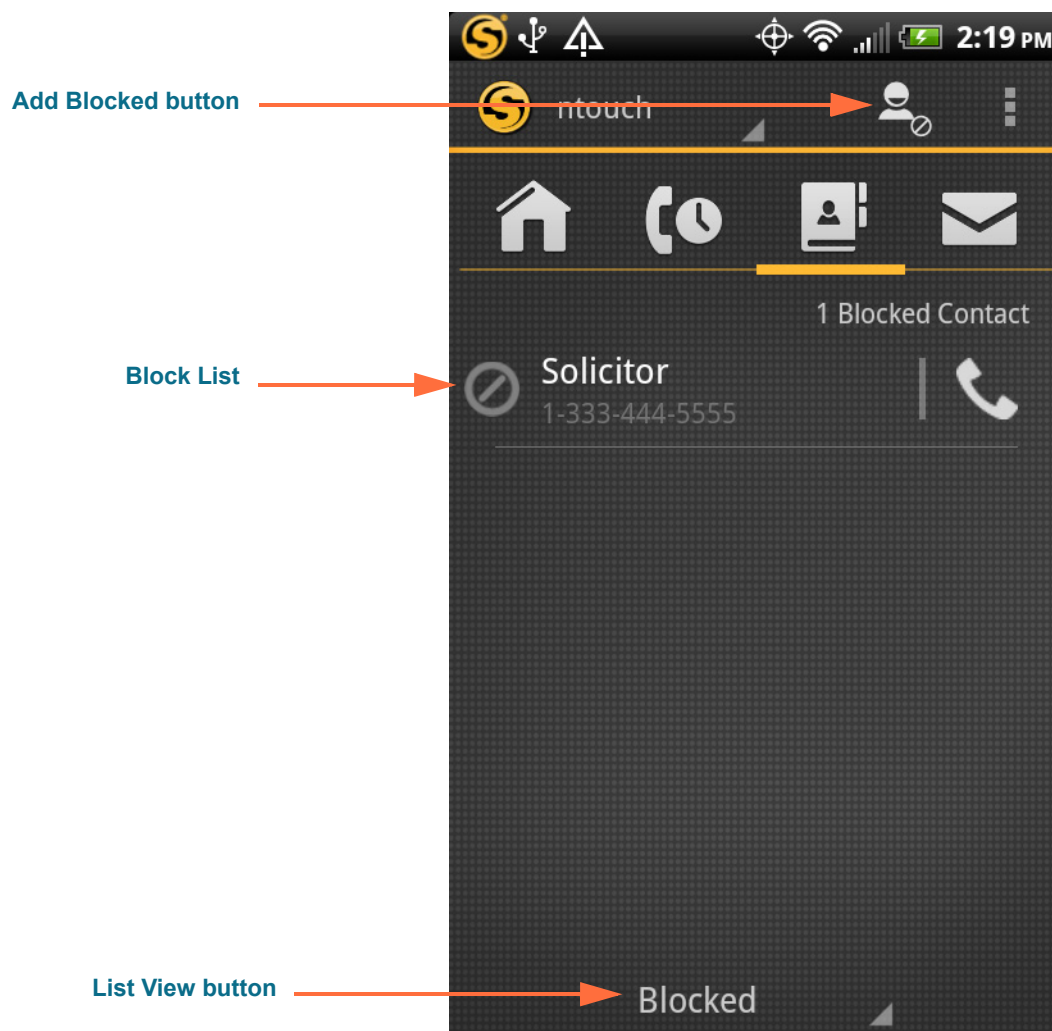 2:19 PM
Add Blocked button
ntouch
1 Blocked Contact
Block List
Solicitor
1-333-444-5555
List View button
Blocked